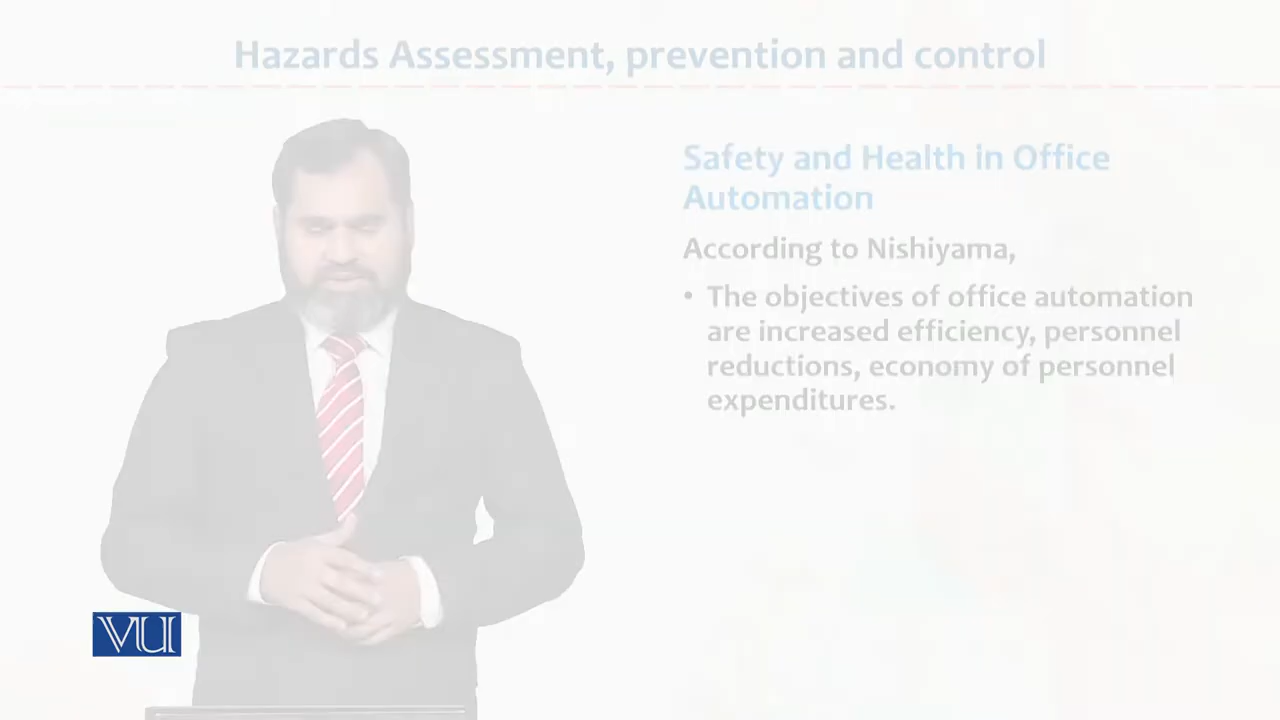 Hazards Assessment, prevention and control
Safety and Health in Office
Automation
According to Nishiyama,
• The objectives of office automation
are increased efficiency, personnel
reductions, economy of personnel
expenditures.
VU